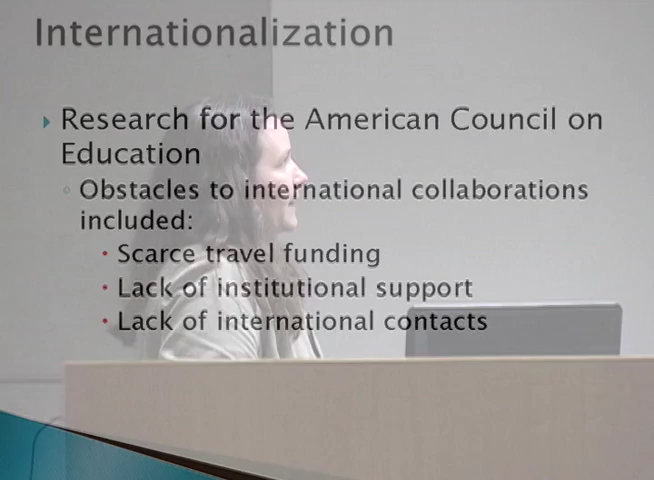 Internationalization
Research for the American Council on
Education
Obstacles to international collaborations
included:
Scarce travel funding
Lack of institutional support
Lack of international contacts